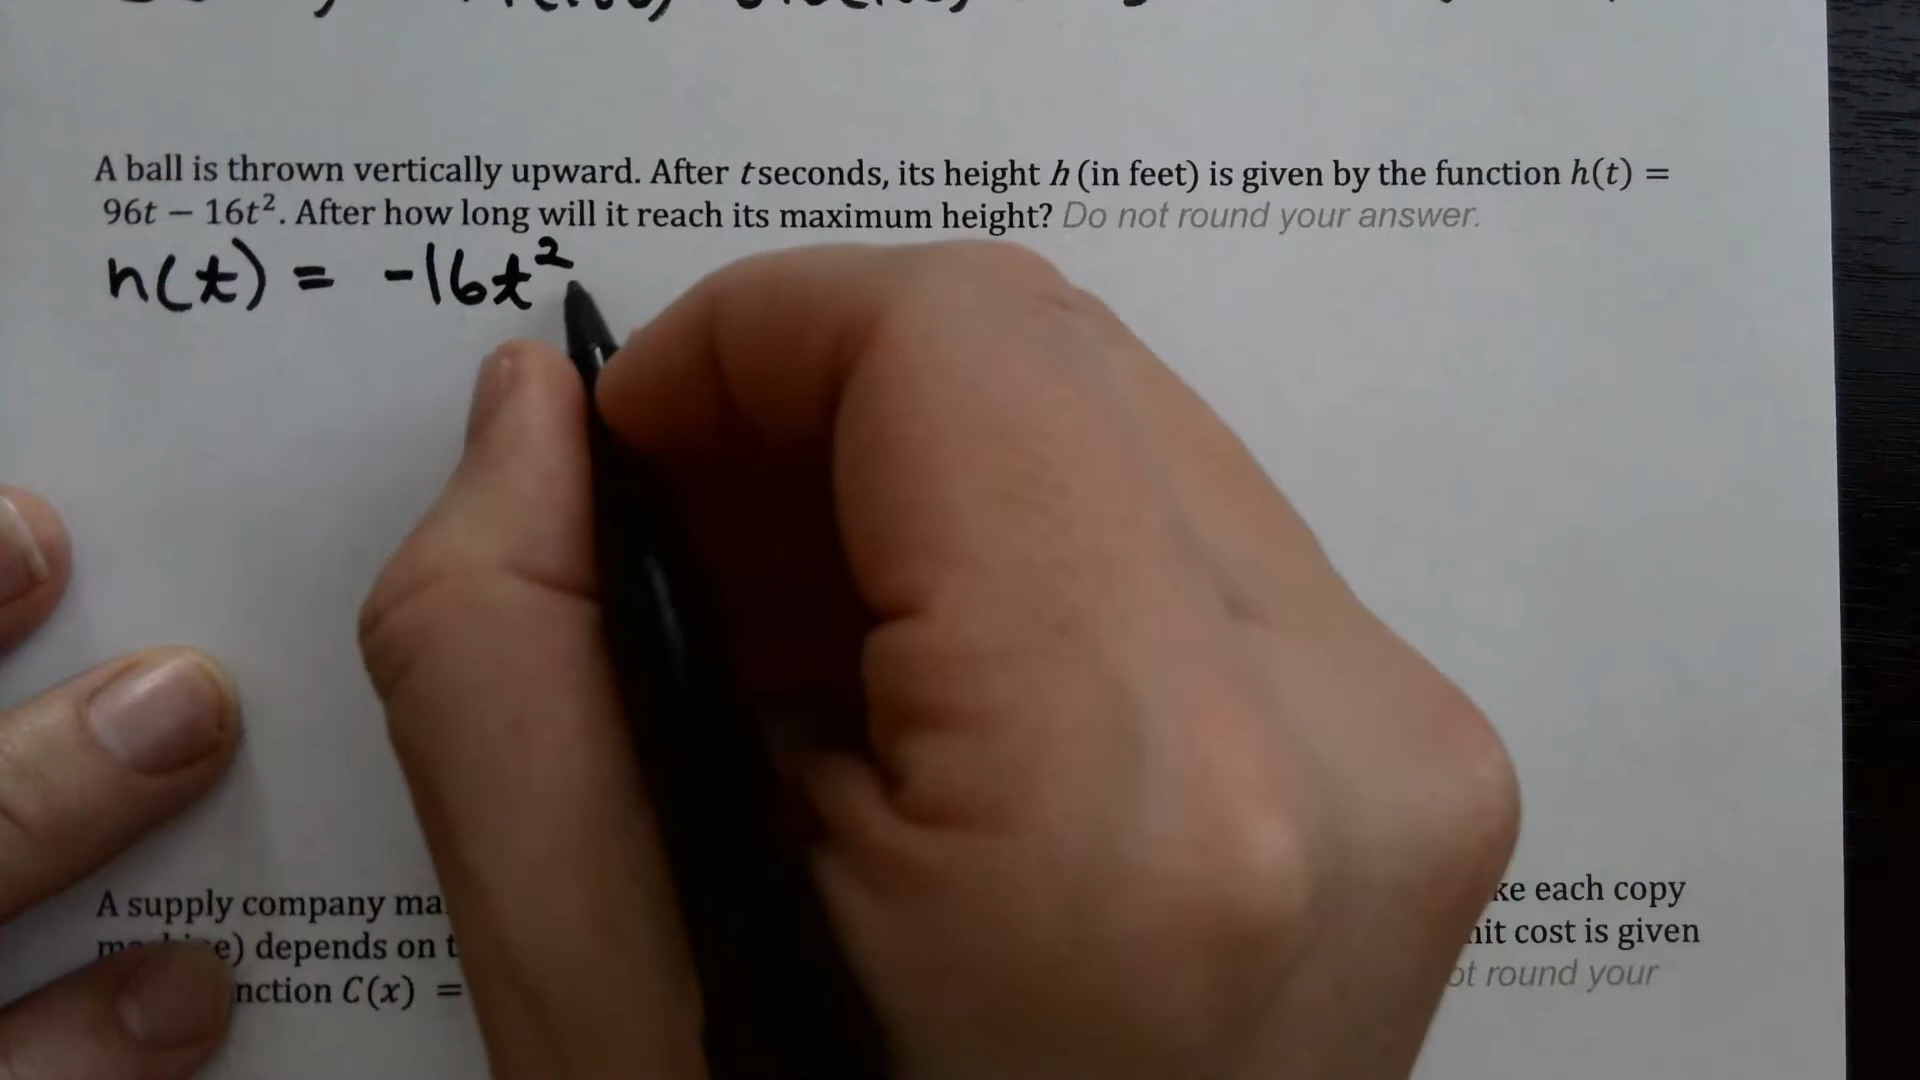 A ball is thrown vertically upward. After t seconds, its height h (in feet) is given by the function h(t) =
96t − 16t². After how long will it reach its maximum height? Do not round your answer.
h(t) = -16t²
A supply company ke each copy
depends on nit cost is given
nction C(x) = ot round your